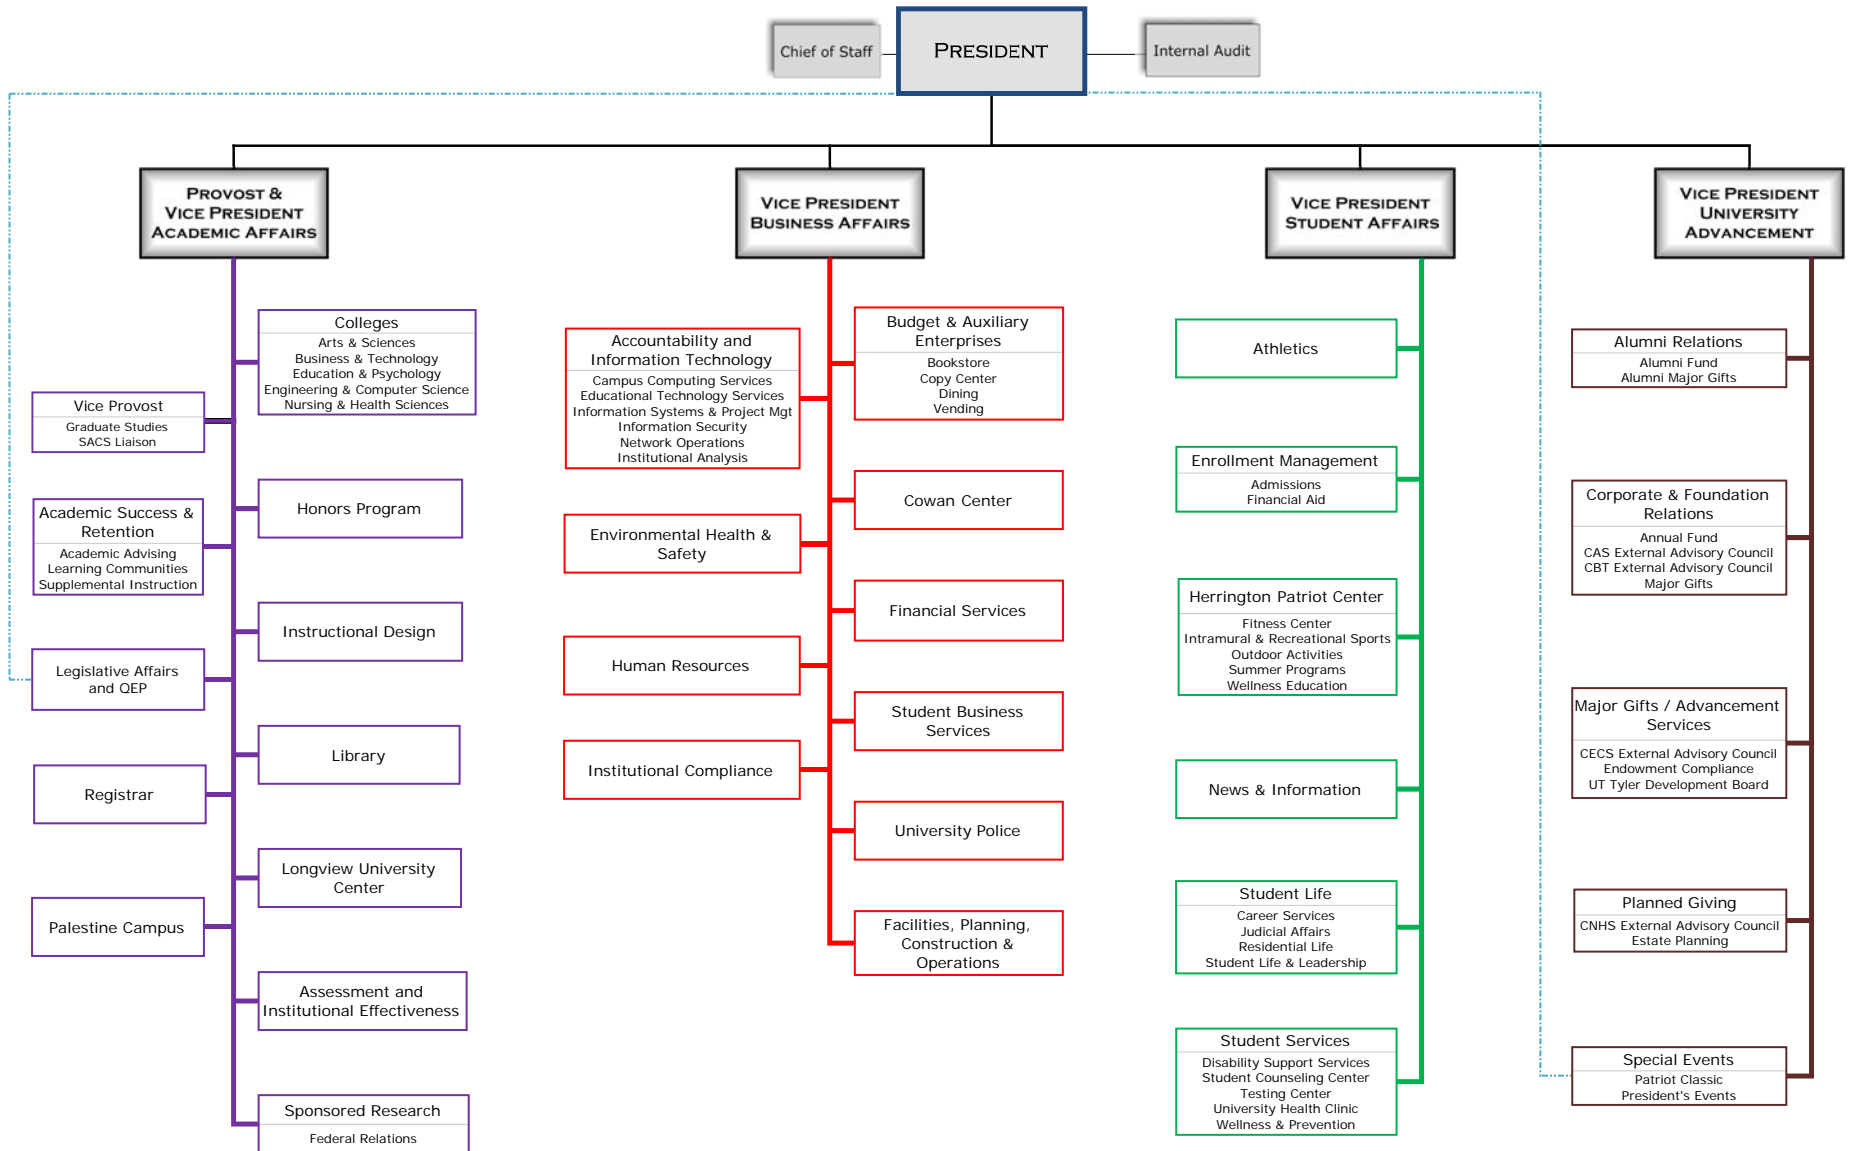 Chief of Staff
PRESIDENT
Internal Audit
PROVOST &
VICE PRESIDENT
ACADEMIC AFFAIRS
Colleges
Arts & Sciences
Business & Technology
Education & Psychology
Engineering & Computer Science
Nursing & Health Sciences
Vice Provost
Graduate Studies
SACS Liaison
Honors Program
Academic Success &
Retention
Academic Advising
Learning Communities
Supplemental Instruction
Instructional Design
Legislative Affairs
and QEP
Library
Registrar
Longview University
Center
Palestine Campus
Assessment and
Institutional Effectiveness
Sponsored Research
Federal Relations
VICE PRESIDENT
BUSINESS AFFAIRS
Budget & Auxiliary
Enterprises
Bookstore
Copy Center
Dining
Vending
Accountability and
Information Technology
Campus Computing Services
Educational Technology Services
Information Systems & Project Mgt
Information Security
Network Operations
Institutional Analysis
Cowan Center
Environmental Health &
Safety
Financial Services
Human Resources
Student Business
Services
Institutional Compliance
University Police
Facilities, Planning,
Construction &
Operations
VICE PRESIDENT
STUDENT AFFAIRS
Athletics
Enrollment Management
Admissions
Financial Aid
Herrington Patriot Center
Fitness Center
Intramural & Recreational Sports
Outdoor Activities
Summer Programs
Wellness Education
News & Information
Student Life
Career Services
Judicial Affairs
Residential Life
Student Life & Leadership
Student Services
Disability Support Services
Student Counseling Center
Testing Center
University Health Clinic
Wellness & Prevention
VICE PRESIDENT
UNIVERSITY
ADVANCEMENT
Alumni Relations
Alumni Fund
Alumni Major Gifts
Corporate & Foundation
Relations
Annual Fund
CAS External Advisory Council
CBT External Advisory Council
Major Gifts
Major Gifts / Advancement
Services
CECS External Advisory Council
Endowment Compliance
UT Tyler Development Board
Planned Giving
CNHS External Advisory Council
Estate Planning
Special Events
Patriot Classic
President's Events